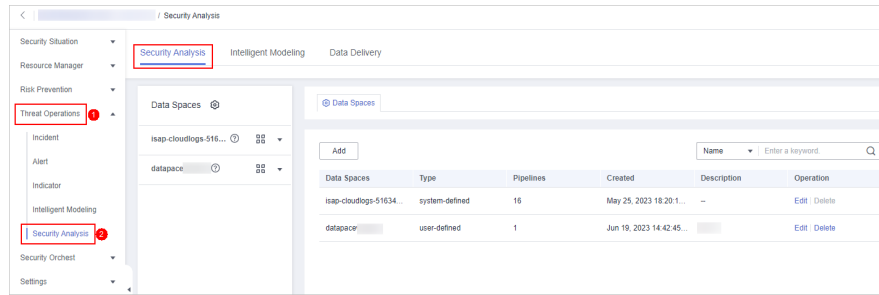 / Security Analysis
Security Situation
Resource Manager
Risk Prevention
Threat Operations 1
Incident
Alert
Indicator
Intelligent Modeling
Security Analysis 2
Security Orchest
Settings
Security Analysis Intelligent Modeling Data Delivery
Data Spaces
isap-cloudlogs-516...
datapace
Data Spaces
Add Name Enter a keyword.
Data Spaces Type Pipelines Created Description Operation
isap-cloudlogs-51634... system-defined 16 May 25, 2023 18:20:1... -- Edit Delete
datapace user-defined 1 Jun 19, 2023 14:42:45... Edit Delete